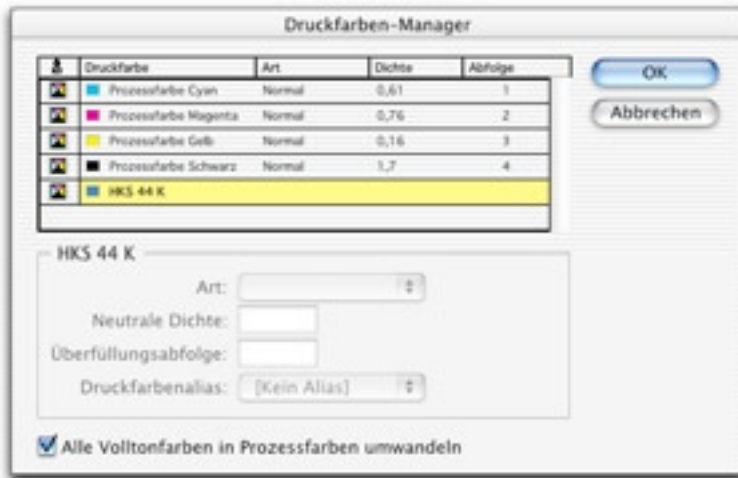 Druckfarben-Manager
Druckfarbe Art Dichte Abfolge
Prozessfarbe Cyan Normal 0,61 1
Prozessfarbe Magenta Normal 0,76 2
Prozessfarbe Gelb Normal 0,16 3
Prozessfarbe Schwarz Normal 1,7 4
HKS 44 K
OK
Abbrechen
HKS 44 K
Art:
Neutrale Dichte:
Überfüllungsabfolge:
Druckfarbenalias: [Kein Alias]
Alle Volltonfarben in Prozessfarben umwandeln